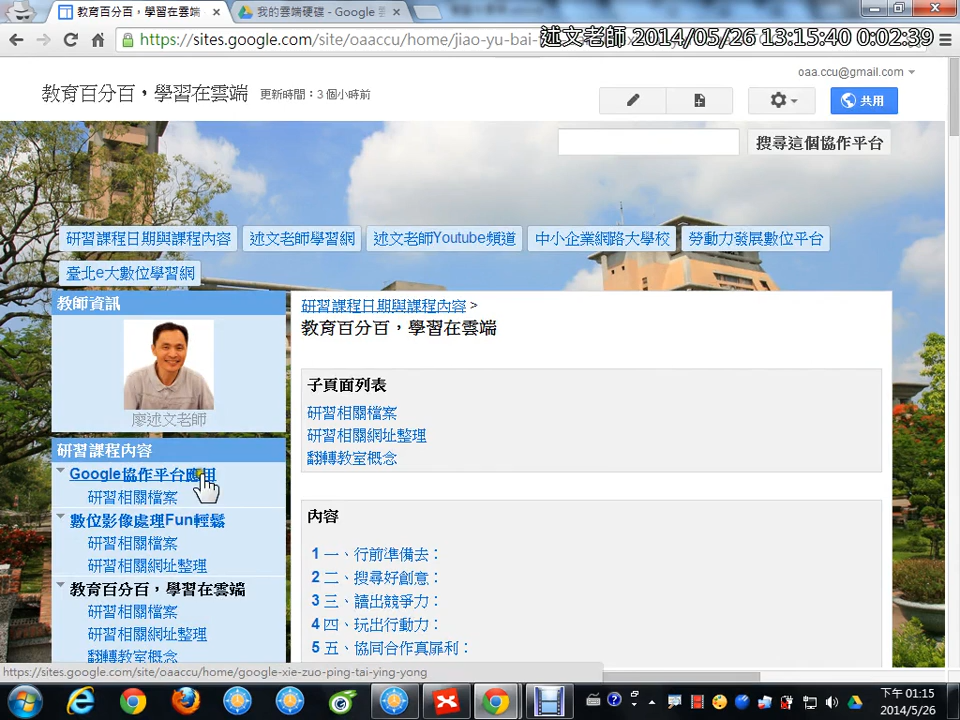 教育百分百，學習在雲端
我的雲端硬碟 - Google
https://sites.google.com/site/oaaccu/home/jiao-yu-bai-
述文老師 2014/05/26 13:15:40 0:02:39
oaa.ccu@gmail.com
教育百分百，學習在雲端 更新時間：3 個小時前
共用
搜尋這個協作平台
研習課程日期與課程內容 述文老師學習網 述文老師Youtube頻道 中小企業網路大學校 勞動力發展數位平台
臺北e大數位學習網
教師資訊
廖述文老師
研習課程內容
Google協作平台應用
研習相關檔案
數位影像處理Fun輕鬆
研習相關檔案
研習相關網址整理
教育百分百，學習在雲端
研習相關檔案
研習相關網址整理
翻轉教室概念
研習課程日期與課程內容 >
教育百分百，學習在雲端
子頁面列表
研習相關檔案
研習相關網址整理
翻轉教室概念
內容
1 一、行前準備去：
2 二、搜尋好創意：
3 三、讀出競爭力：
4 四、玩出行動力：
5 五、協同合作真犀利：
https://sites.google.com/site/oaaccu/home/google-xie-zuo-ping-tai-ying-yong
下午 01:15
2014/5/26